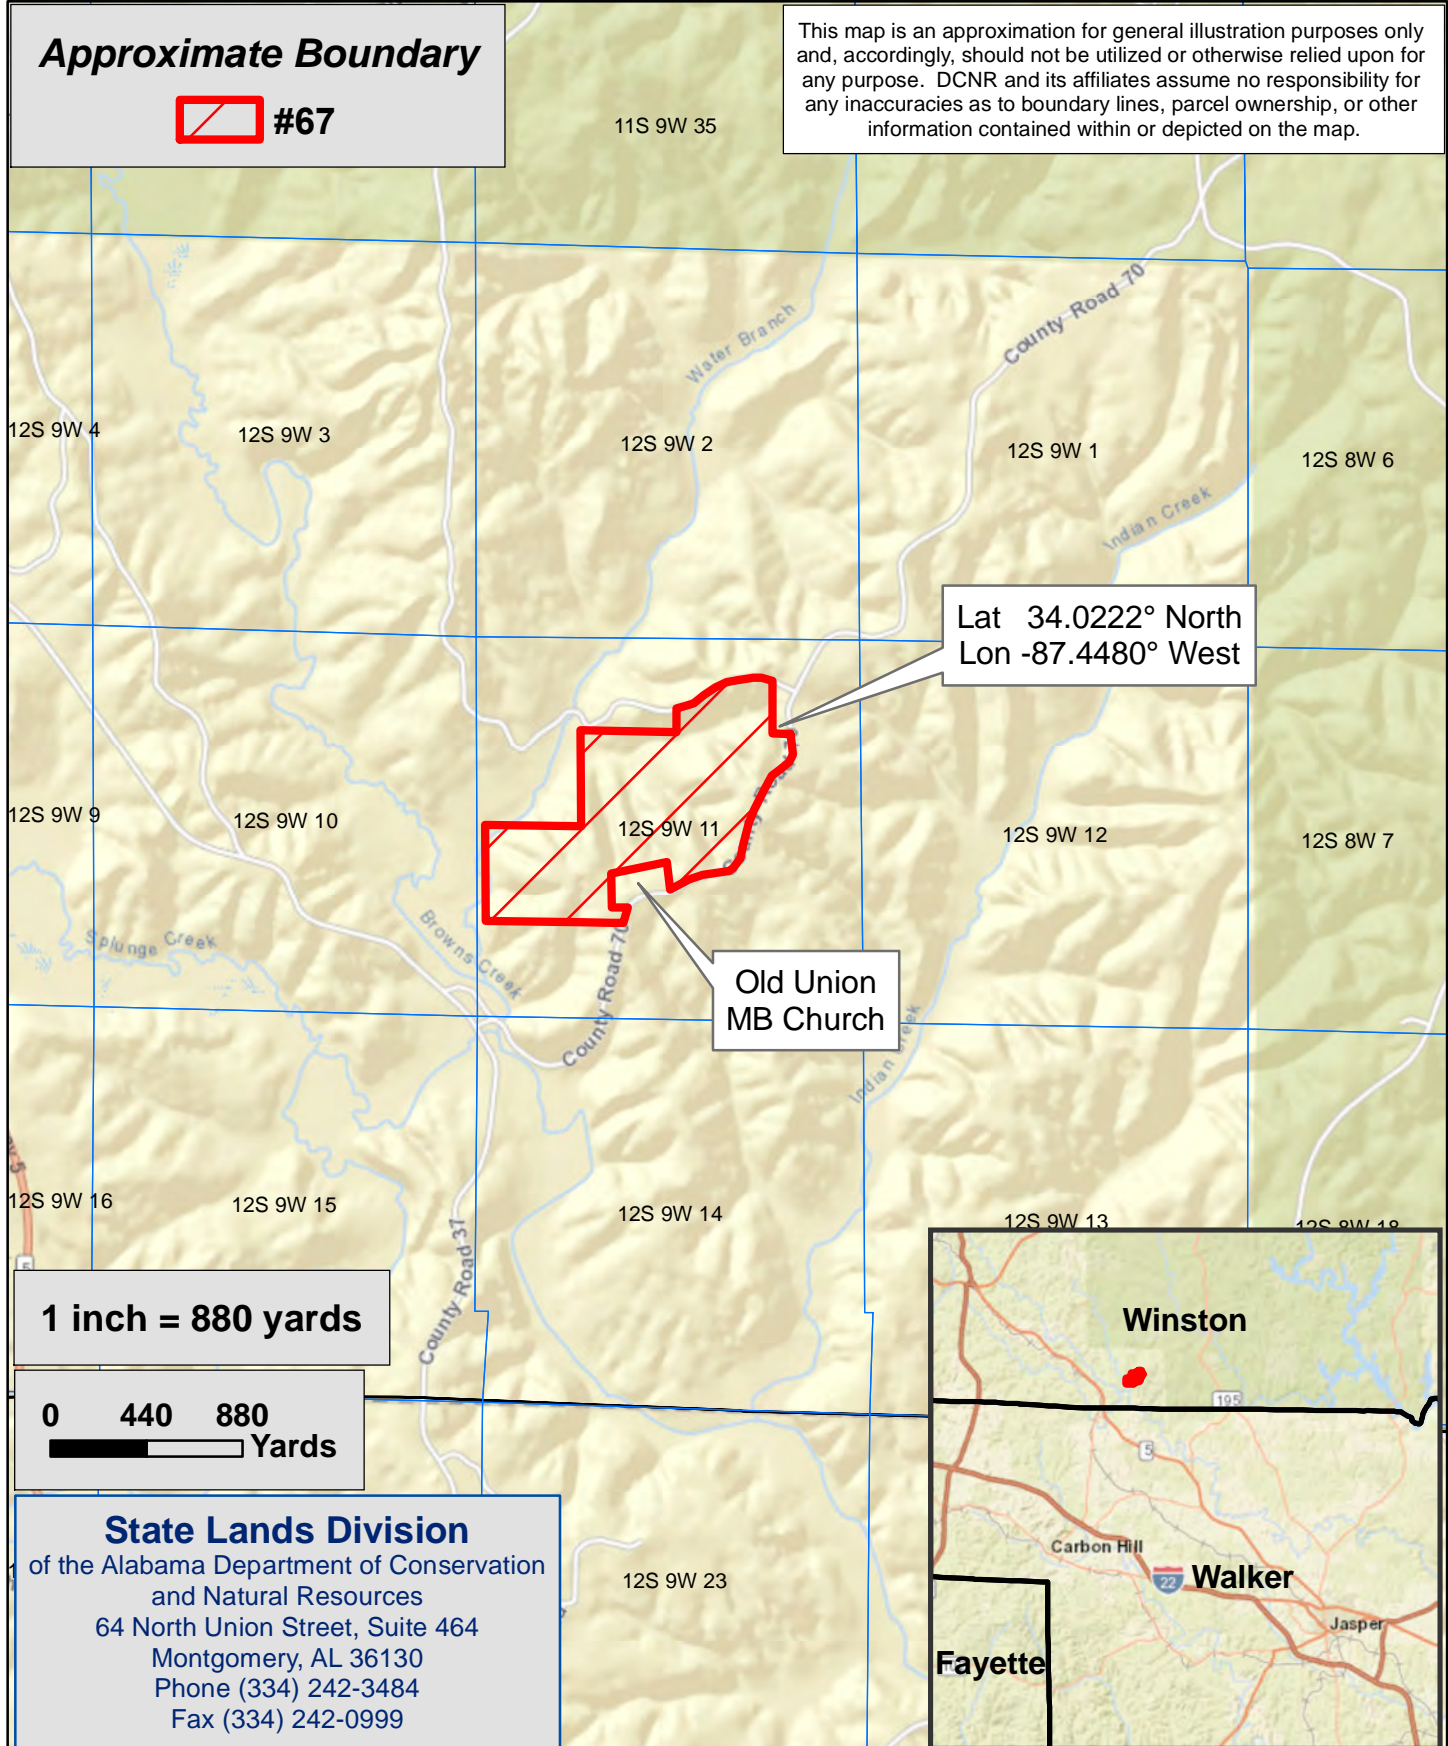 Approximate Boundary
#67
This map is an approximation for general illustration purposes only
and, accordingly, should not be utilized or otherwise relied upon for
any purpose. DCNR and its affiliates assume no responsibility for
any inaccuracies as to boundary lines, parcel ownership, or other
information contained within or depicted on the map.
11S 9W 35
County Road 70
Water Branch
12S 9W 4
12S 9W 3
12S 9W 2
12S 9W 1
12S 8W 6
Indian Creek
Lat 34.0222° North
Lon -87.4480° West
12S 9W 9
12S 9W 10
12S 9W 11
12S 9W 12
12S 8W 7
Splunge Creek
Browns Creek
County Road 70
Old Union
MB Church
Indian Creek
12S 9W 16
12S 9W 15
12S 9W 14
12S 9W 13
12S 8W 18
County Road 37
5
1 inch = 880 yards
0 440 880
Yards
State Lands Division
of the Alabama Department of Conservation
and Natural Resources
64 North Union Street, Suite 464
Montgomery, AL 36130
Phone (334) 242-3484
Fax (334) 242-0999
12S 9W 23
Winston
195
5
Carbon Hill
22
Walker
Jasper
Fayette